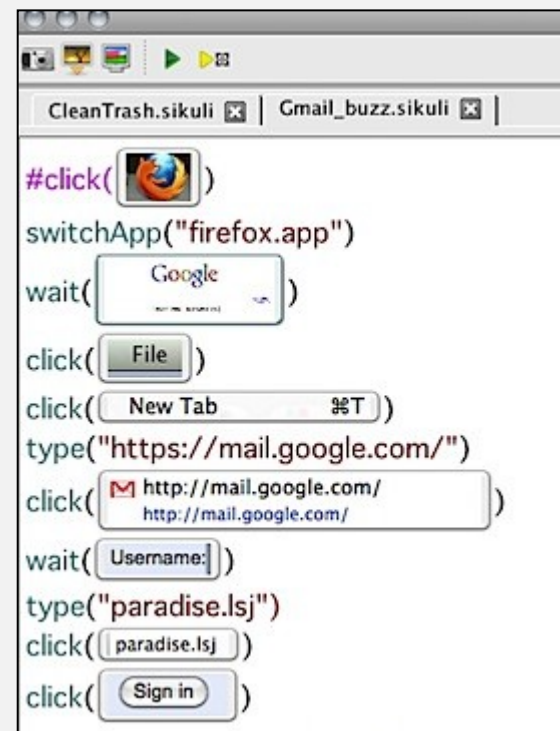 CleanTrash.sikuli | Gmail_buzz.sikuli |
#click( )
switchApp("firefox.app")
wait( Google )
click( File )
click( New Tab ⌘T )
type("https://mail.google.com/")
click( http://mail.google.com/
http://mail.google.com/ )
wait( Username: )
type("paradise.lsj")
click( paradise.lsj )
click( Sign in )